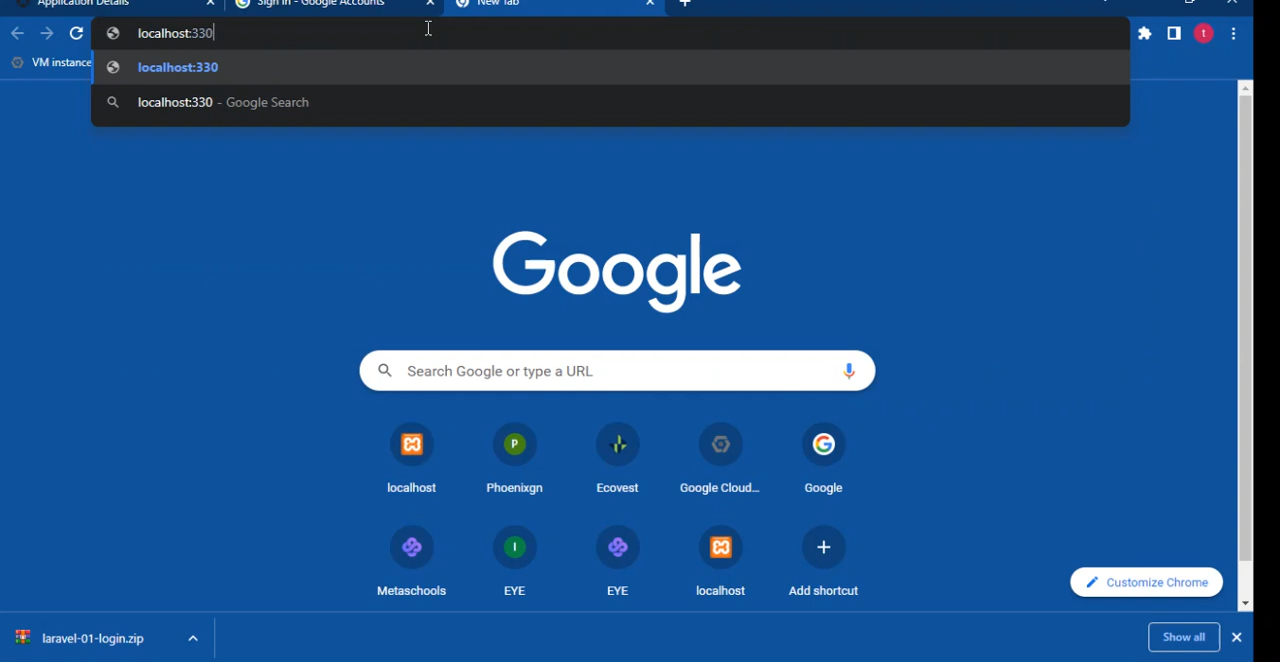 Application Details
Sign in - Google Accounts
New Tab
localhost:330
VM instance
localhost:330
localhost:330 - Google Search
t
Google
Search Google or type a URL
P
localhost
Phoenixgn
Ecovest
Google Cloud...
Google
I
Metaschools
EYE
EYE
localhost
Add shortcut
Customize Chrome
laravel-01-login.zip
Show all